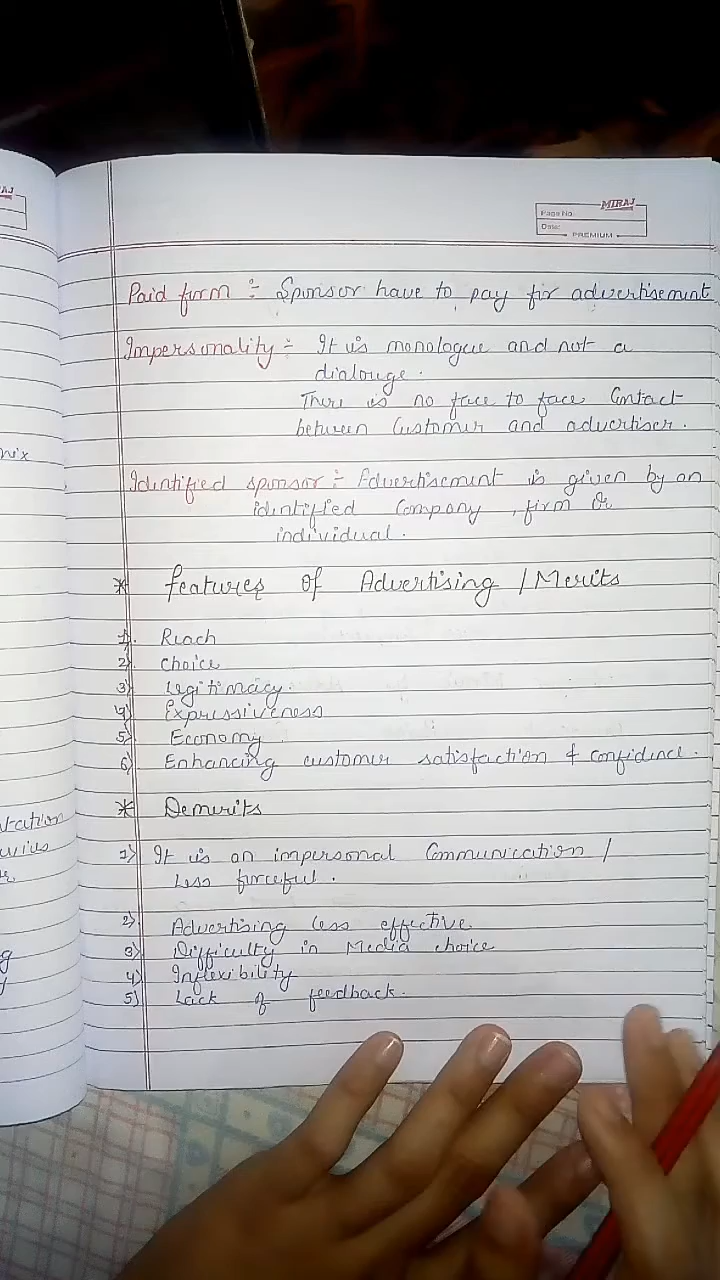 AJ
MIRAJ
Page No.
Date:
PREMIUM
Paid form :- Sponsor have to pay for advertisement
Impersonality :- It is monologue and not a
dialouge.
There is no face to face Contact
between Customer and advertiser.
mix
Identified sponsor :- Advertisement is given by an
identified Company, firm or
individual.
* Features of Advertising / Merits
1. Reach
2) Choice
3) Legitimacy.
4) Expressiveness
5) Economy
6) Enhancing customer satisfaction & confidence.
* Demerits
1) It is an impersonal Communication /
Less forceful.
2) Advertising less effective
3) Difficulty in Media choice
4) Inflexibility
5) Lack of feedback.